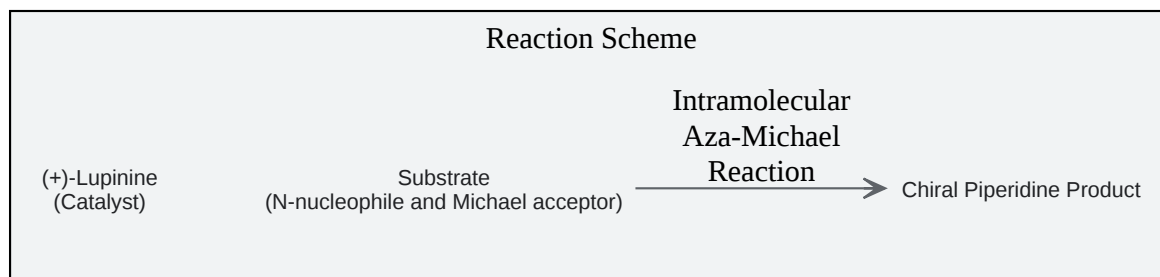 Reaction Scheme
Intramolecular
Aza-Michael
Reaction
(+)-Lupinine
(Catalyst)
Substrate
(N-nucleophile and Michael acceptor)
Chiral Piperidine Product